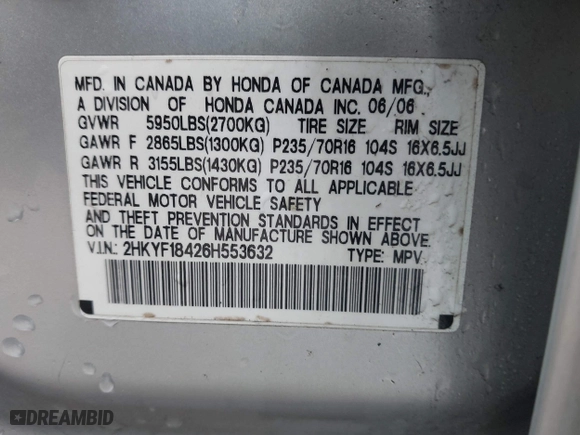 MFD. IN CANADA BY HONDA OF CANADA MFG.,
A DIVISION OF HONDA CANADA INC. 06/06
GVWR 5950LBS(2700KG) TIRE SIZE RIM SIZE
GAWR F 2865LBS(1300KG) P235/70R16 104S 16X6.5JJ
GAWR R 3155LBS(1430KG) P235/70R16 104S 16X6.5JJ
THIS VEHICLE CONFORMS TO ALL APPLICABLE
FEDERAL MOTOR VEHICLE SAFETY
AND THEFT PREVENTION STANDARDS IN EFFECT
ON THE DATE OF MANUFACTURE SHOWN ABOVE.
V.I.N.: 2HKYF18426H553632 TYPE: MPV
DREAMBID